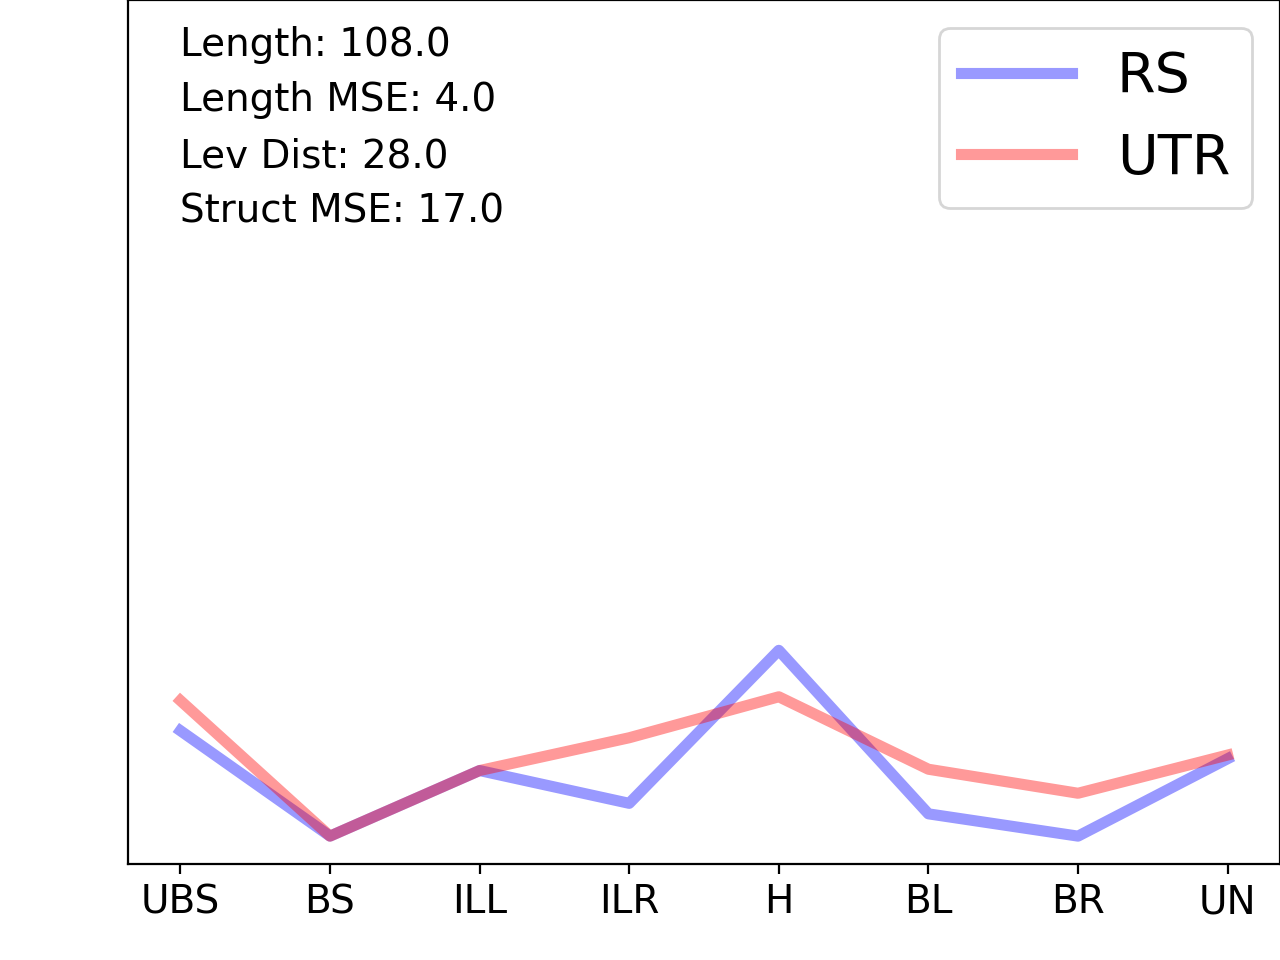 Length: 108.0
Length MSE: 4.0
Lev Dist: 28.0
Struct MSE: 17.0
RS
UTR
UBS BS ILL ILR H BL BR UN